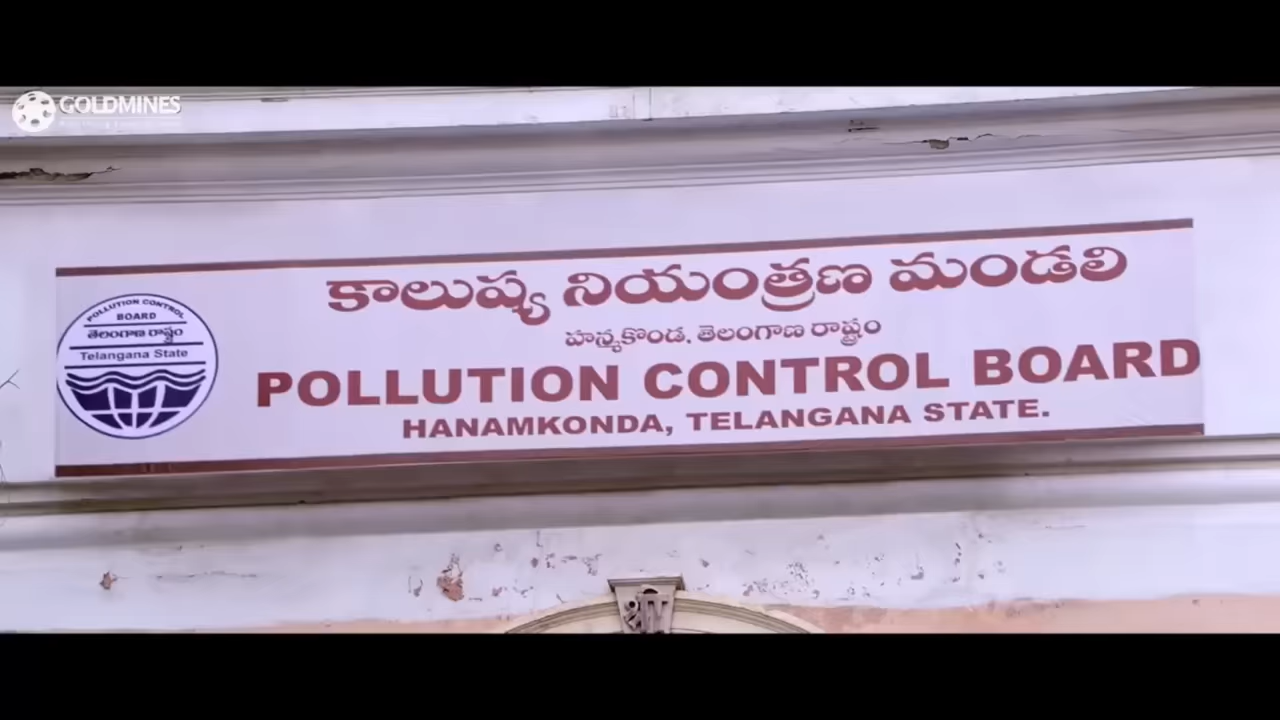 GOLDMINES
కాలుష్య నియంత్రణ మండలి
హన్మకొండ. తెలంగాణ రాష్ట్రం
POLLUTION CONTROL BOARD
HANAMKONDA, TELANGANA STATE.
POLLUTION CONTROL
BOARD
తెలంగాణ రాష్ట్రం
Telangana State